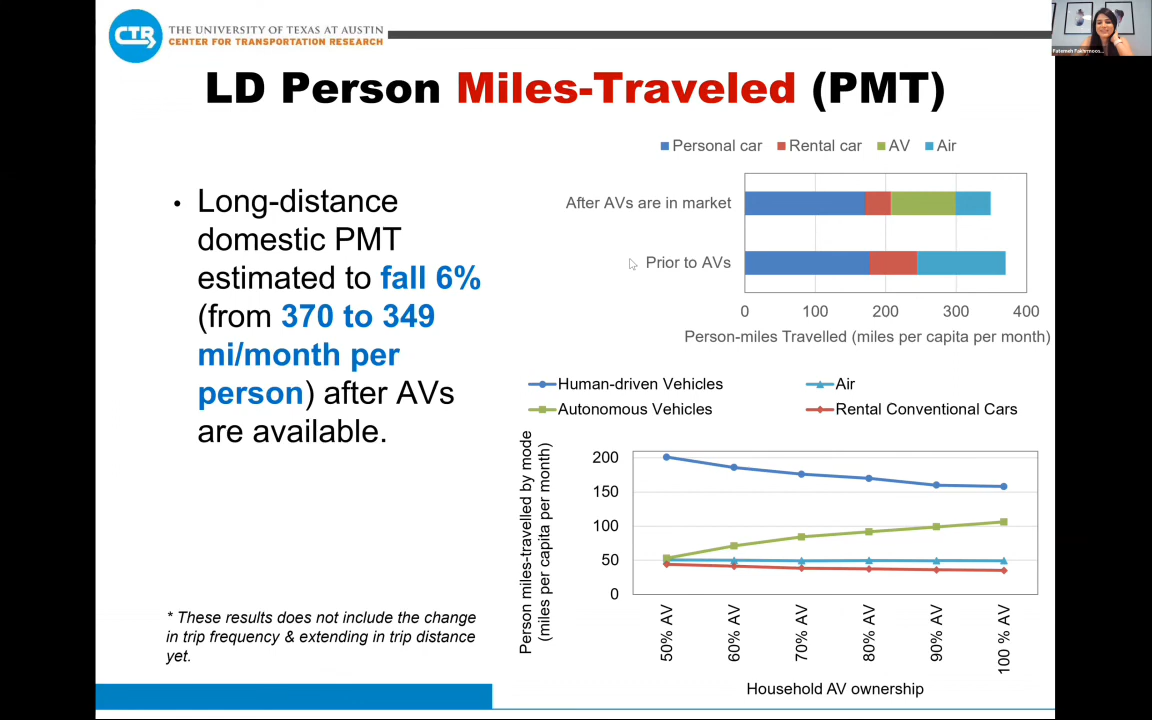 THE UNIVERSITY OF TEXAS AT AUSTIN
CTR
CENTER FOR TRANSPORTATION RESEARCH
LD Person Miles-Traveled (PMT)
• Long-distance
domestic PMT
estimated to fall 6%
(from 370 to 349
mi/month per
person) after AVs
are available.
* These results does not include the change
in trip frequency & extending in trip distance
yet.
Personal car Rental car AV Air
After AVs are in market
Prior to AVs
0 100 200 300 400
Person-miles Travelled (miles per capita per month)
Human-driven Vehicles Air
Autonomous Vehicles Rental Conventional Cars
Person miles-travelled by mode
(miles per capita per month)
200
150
100
50
0
50% AV
60% AV
70% AV
80% AV
90% AV
100 % AV
Household AV ownership